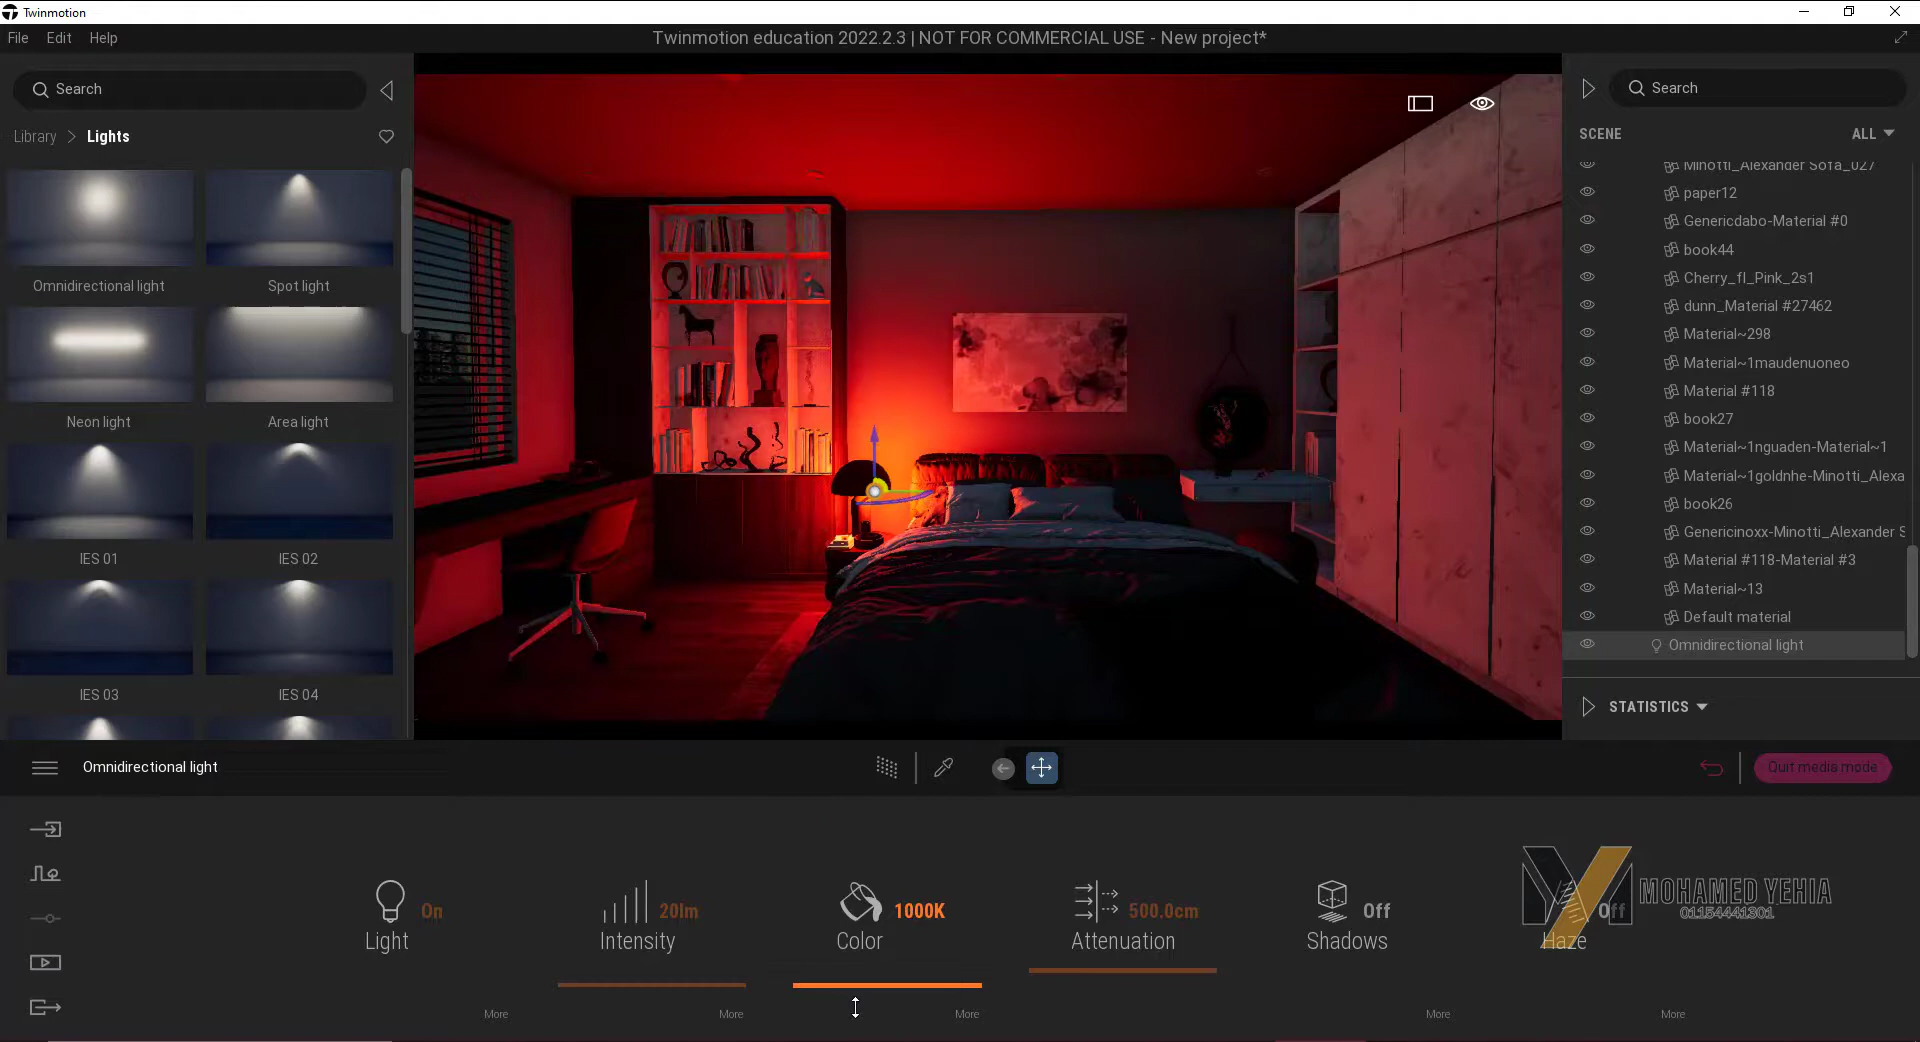 Twinmotion
File Edit Help
Twinmotion education 2022.2.3 | NOT FOR COMMERCIAL USE - New project*
Search
Library > Lights
Omnidirectional light
Spot light
Neon light
Area light
IES 01
IES 02
IES 03
IES 04
Search
SCENE
ALL
Minotti_Alexander Sofa_027
paper12
Genericdabo-Material #0
book44
Cherry_fl_Pink_2s1
dunn_Material #27462
Material~298
Material~1maudenuoneo
Material #118
book27
Material~1nguaden-Material~1
Material~1goldnhe-Minotti_Alexa
book26
Genericinoxx-Minotti_Alexander S
Material #118-Material #3
Material~13
Default material
Omnidirectional light
STATISTICS
Omnidirectional light
Quit media mode
On
Light
20lm
Intensity
1000K
Color
500.0cm
Attenuation
Off
Shadows
Off
Haze
MOHAMED YEHIA
01154441301
More
More
More
More
More